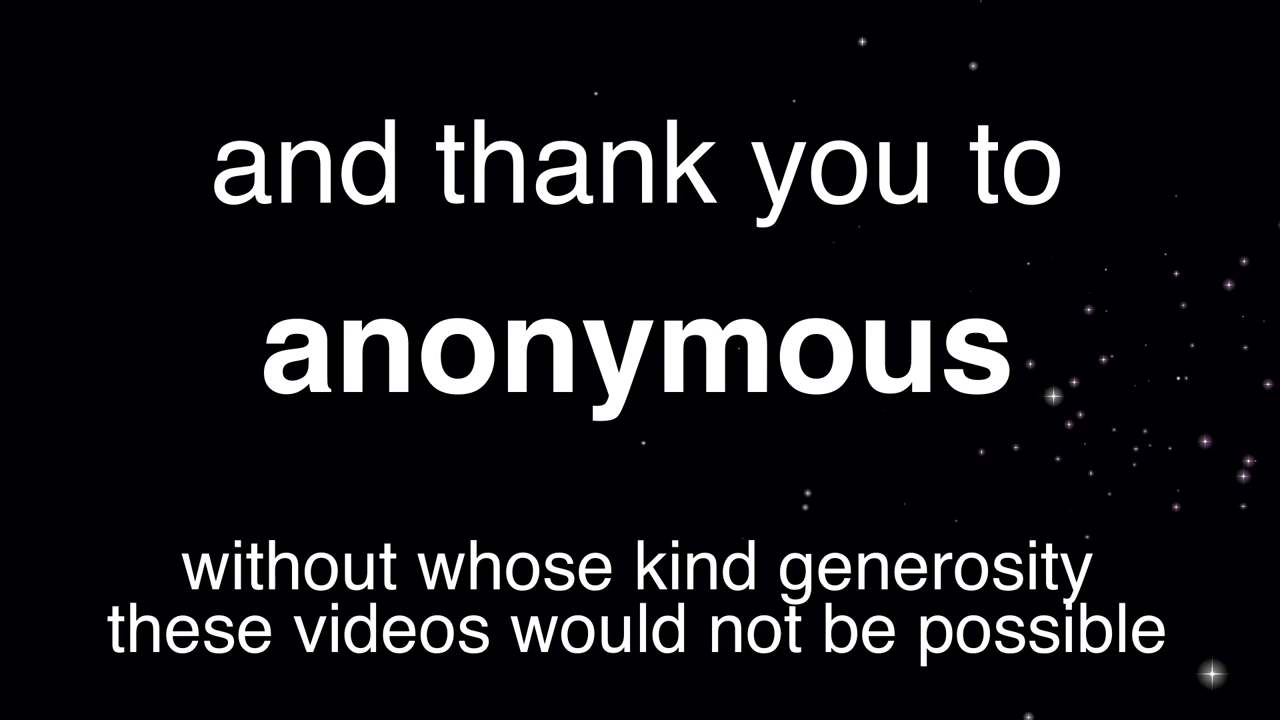 and thank you to
anonymous
without whose kind generosity
these videos would not be possible